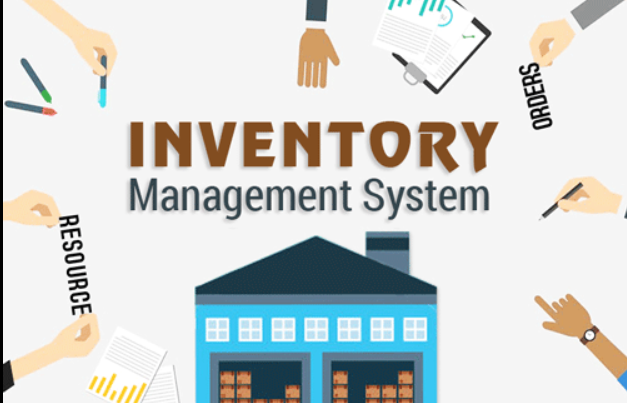 INVENTORY
Management System
ORDERS
RESOURCE